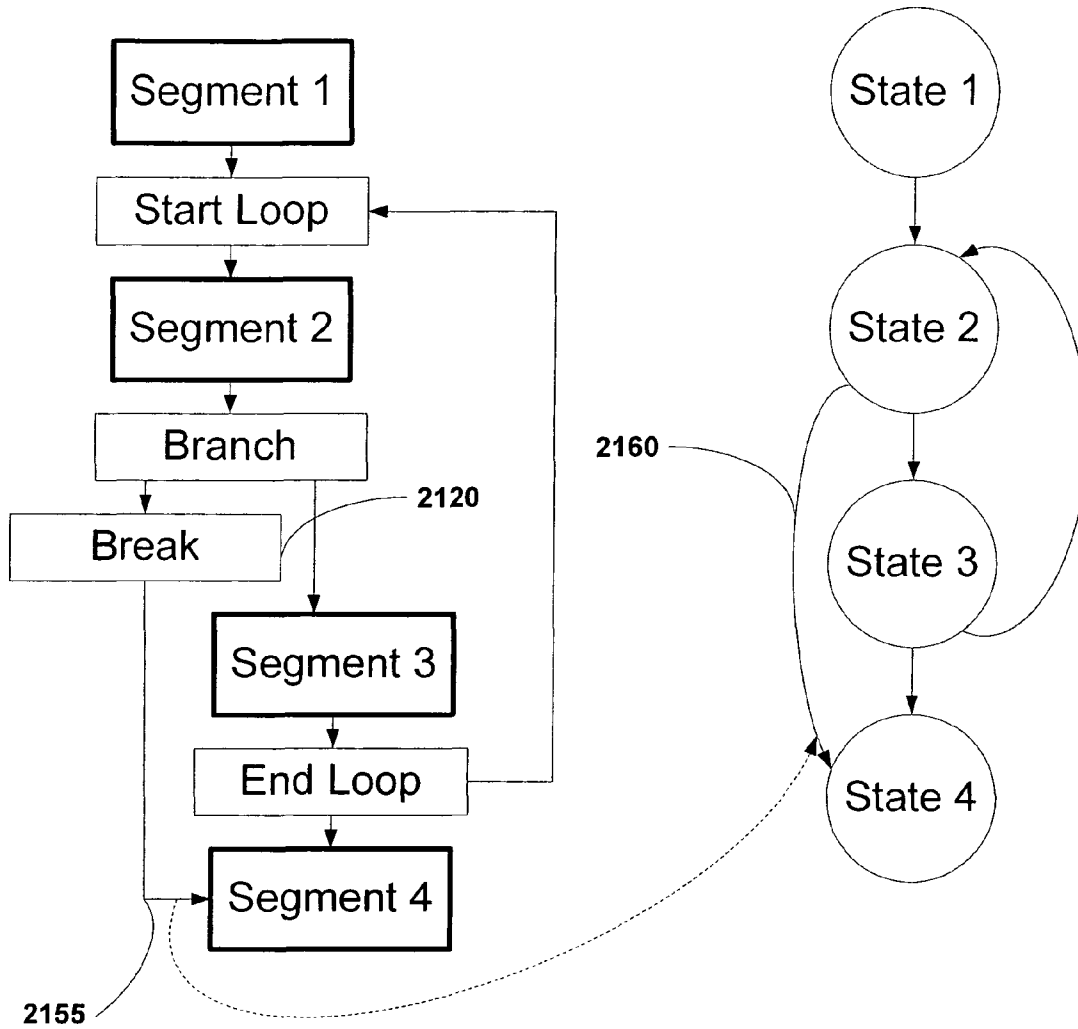 Segment 1
State 1
Start Loop
Segment 2
State 2
Branch
2160
2120
Break
State 3
Segment 3
End Loop
State 4
Segment 4
2155